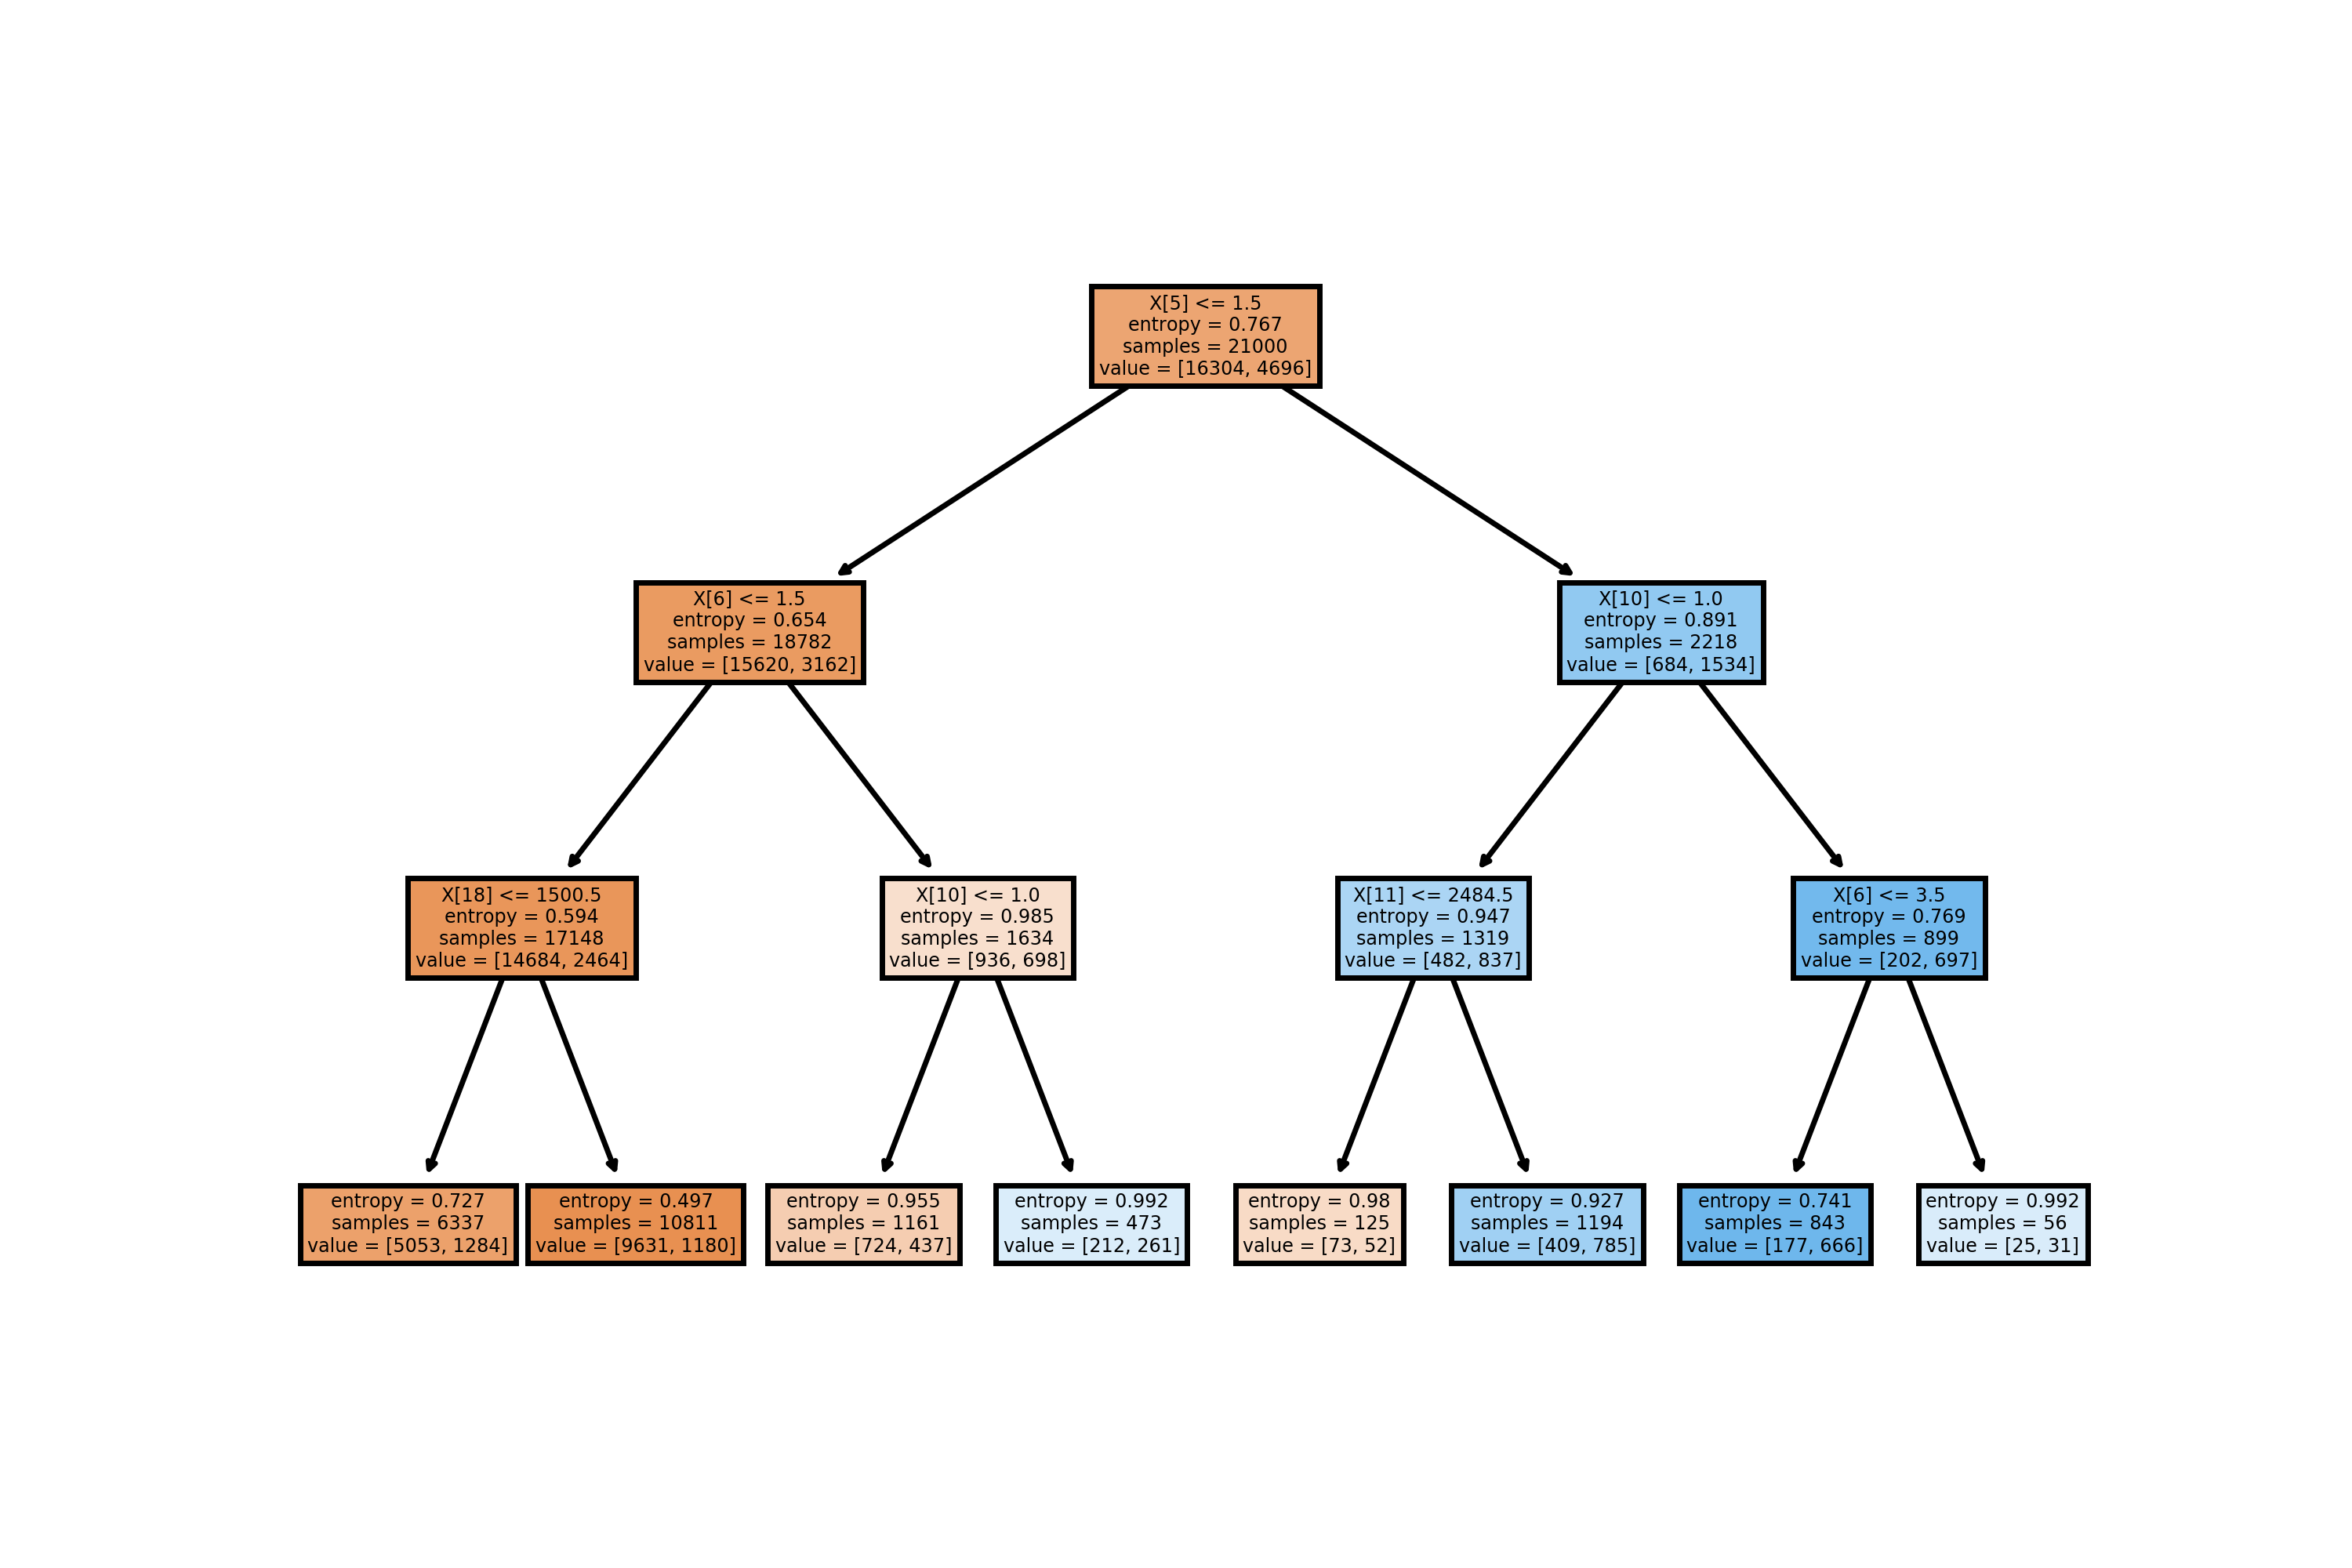 X[5] <= 1.5
entropy = 0.767
samples = 21000
value = [16304, 4696]
X[6] <= 1.5
entropy = 0.654
samples = 18782
value = [15620, 3162]
X[10] <= 1.0
entropy = 0.891
samples = 2218
value = [684, 1534]
X[18] <= 1500.5
entropy = 0.594
samples = 17148
value = [14684, 2464]
X[10] <= 1.0
entropy = 0.985
samples = 1634
value = [936, 698]
X[11] <= 2484.5
entropy = 0.947
samples = 1319
value = [482, 837]
X[6] <= 3.5
entropy = 0.769
samples = 899
value = [202, 697]
entropy = 0.727
samples = 6337
value = [5053, 1284]
entropy = 0.497
samples = 10811
value = [9631, 1180]
entropy = 0.955
samples = 1161
value = [724, 437]
entropy = 0.992
samples = 473
value = [212, 261]
entropy = 0.98
samples = 125
value = [73, 52]
entropy = 0.927
samples = 1194
value = [409, 785]
entropy = 0.741
samples = 843
value = [177, 666]
entropy = 0.992
samples = 56
value = [25, 31]